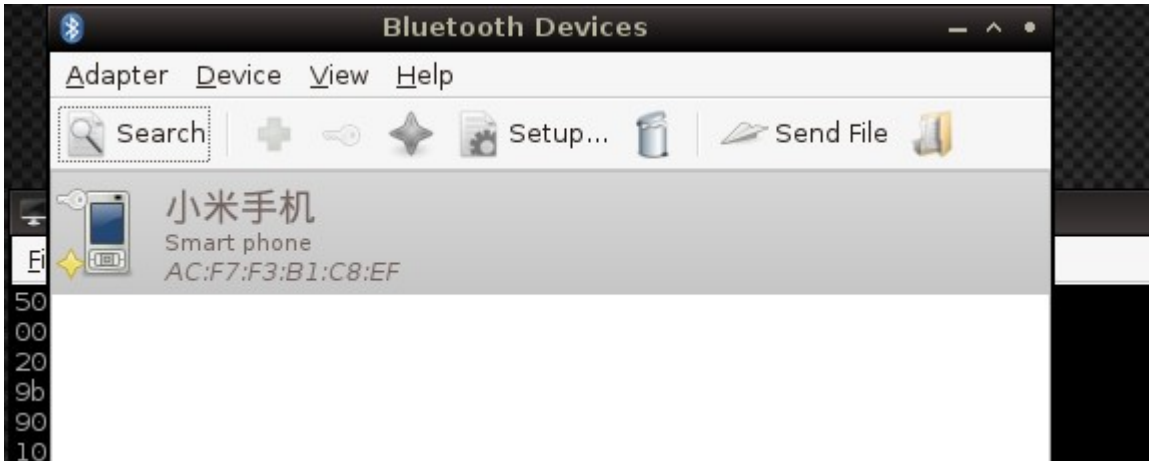 Bluetooth Devices
Adapter Device View Help
Search Setup... Send File
小米手机
Smart phone
AC:F7:F3:B1:C8:EF
Fi
50
00
20
9b
90
10